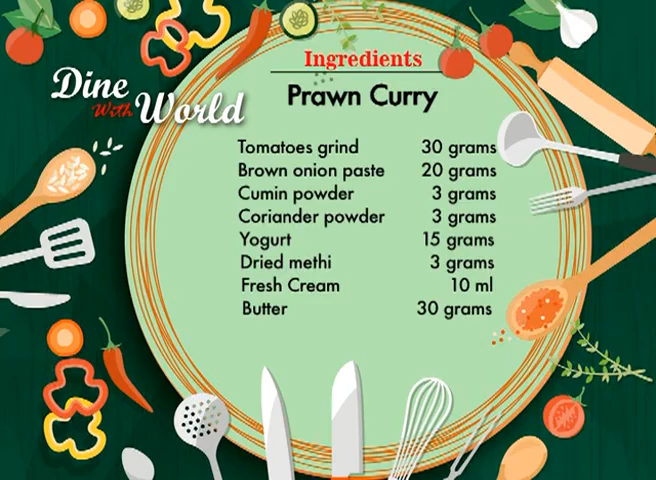 Ingredients
Dine With World
Prawn Curry
Tomatoes grind 30 grams
Brown onion paste 20 grams
Cumin powder 3 grams
Coriander powder 3 grams
Yogurt 15 grams
Dried methi 3 grams
Fresh Cream 10 ml
Butter 30 grams